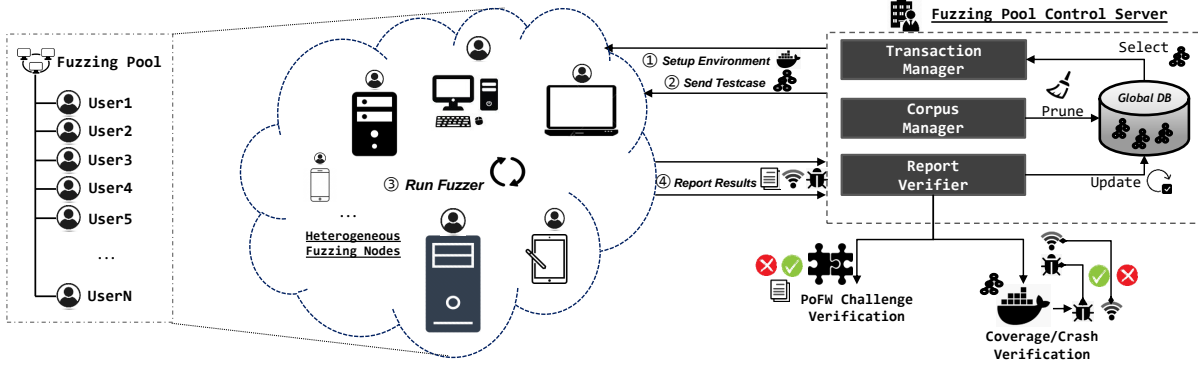 Fuzzing Pool
User1
User2
User3
User4
User5
...
UserN
③ Run Fuzzer
...
Heterogeneous
Fuzzing Nodes
① Setup Environment
② Send Testcase
④ Report Results
Fuzzing Pool Control Server
Transaction
Manager
Corpus
Manager
Report
Verifier
Select
Prune
Global DB
Update
PoFW Challenge
Verification
Coverage/Crash
Verification